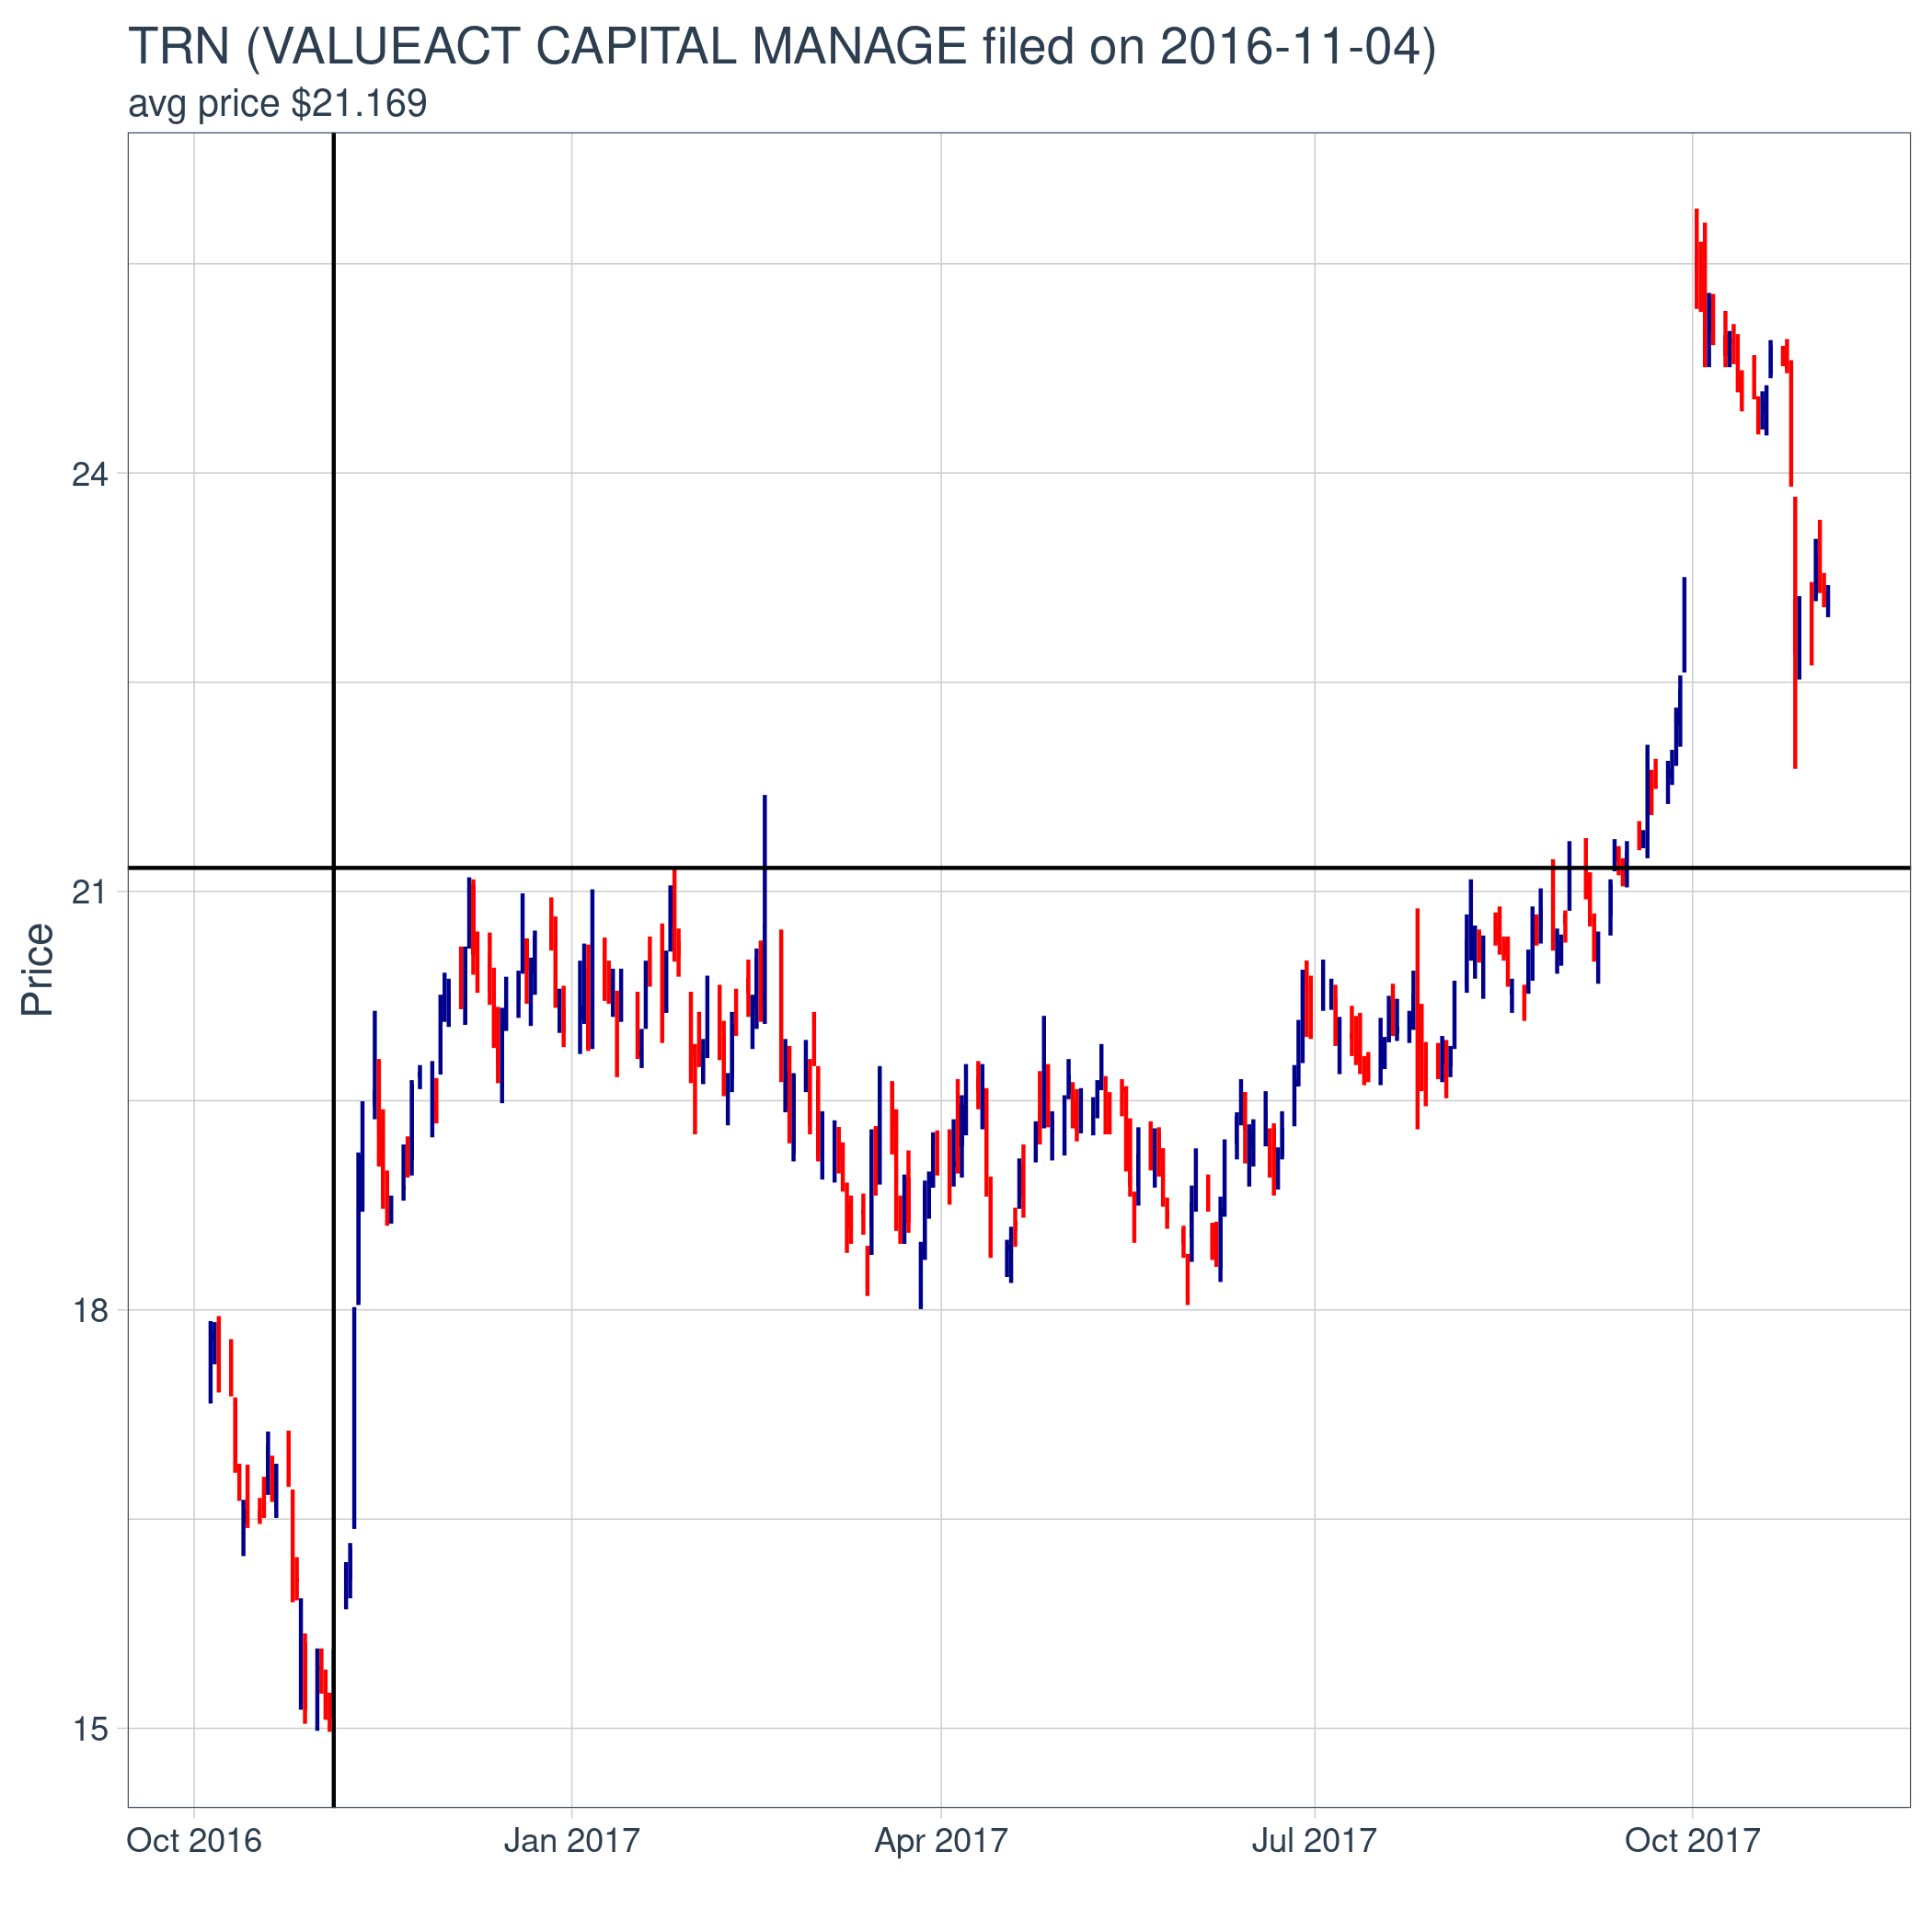 TRN (VALUEACT CAPITAL MANAGE filed on 2016-11-04)
avg price $21.169
24
21
18
15
Price
Oct 2016
Jan 2017
Apr 2017
Jul 2017
Oct 2017